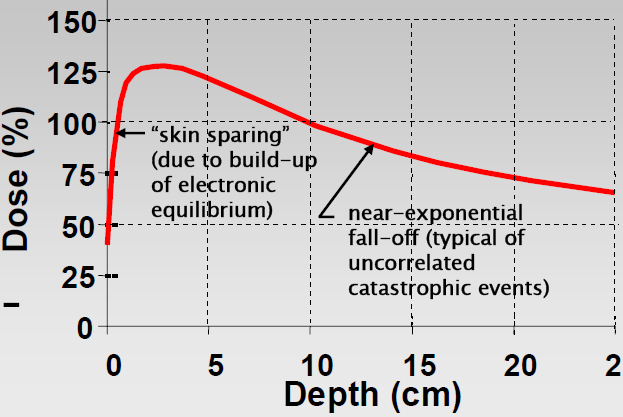 150
125
100
75
50
25
0
Dose (%)
"skin sparing"
(due to build-up
of electronic
equilibrium)
near-exponential
fall-off (typical of
uncorrelated
catastrophic events)
0 5 10 15 20 2
Depth (cm)